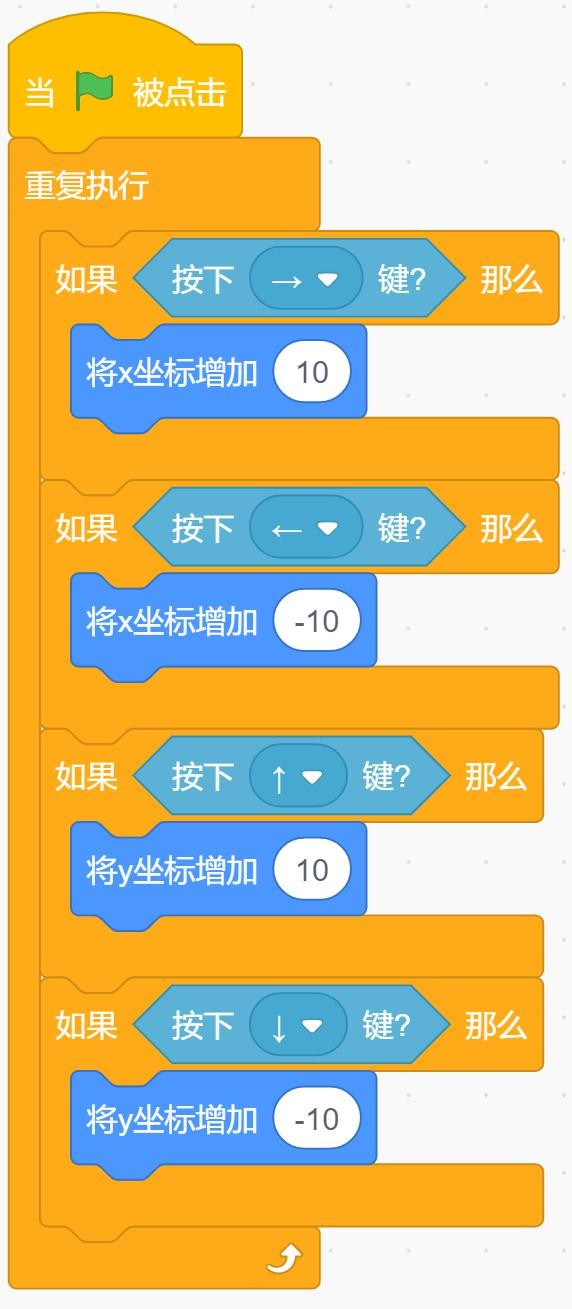 当 被点击
重复执行
如果 按下 → 键? 那么
将x坐标增加 10
如果 按下 ← 键? 那么
将x坐标增加 -10
如果 按下 ↑ 键? 那么
将y坐标增加 10
如果 按下 ↓ 键? 那么
将y坐标增加 -10